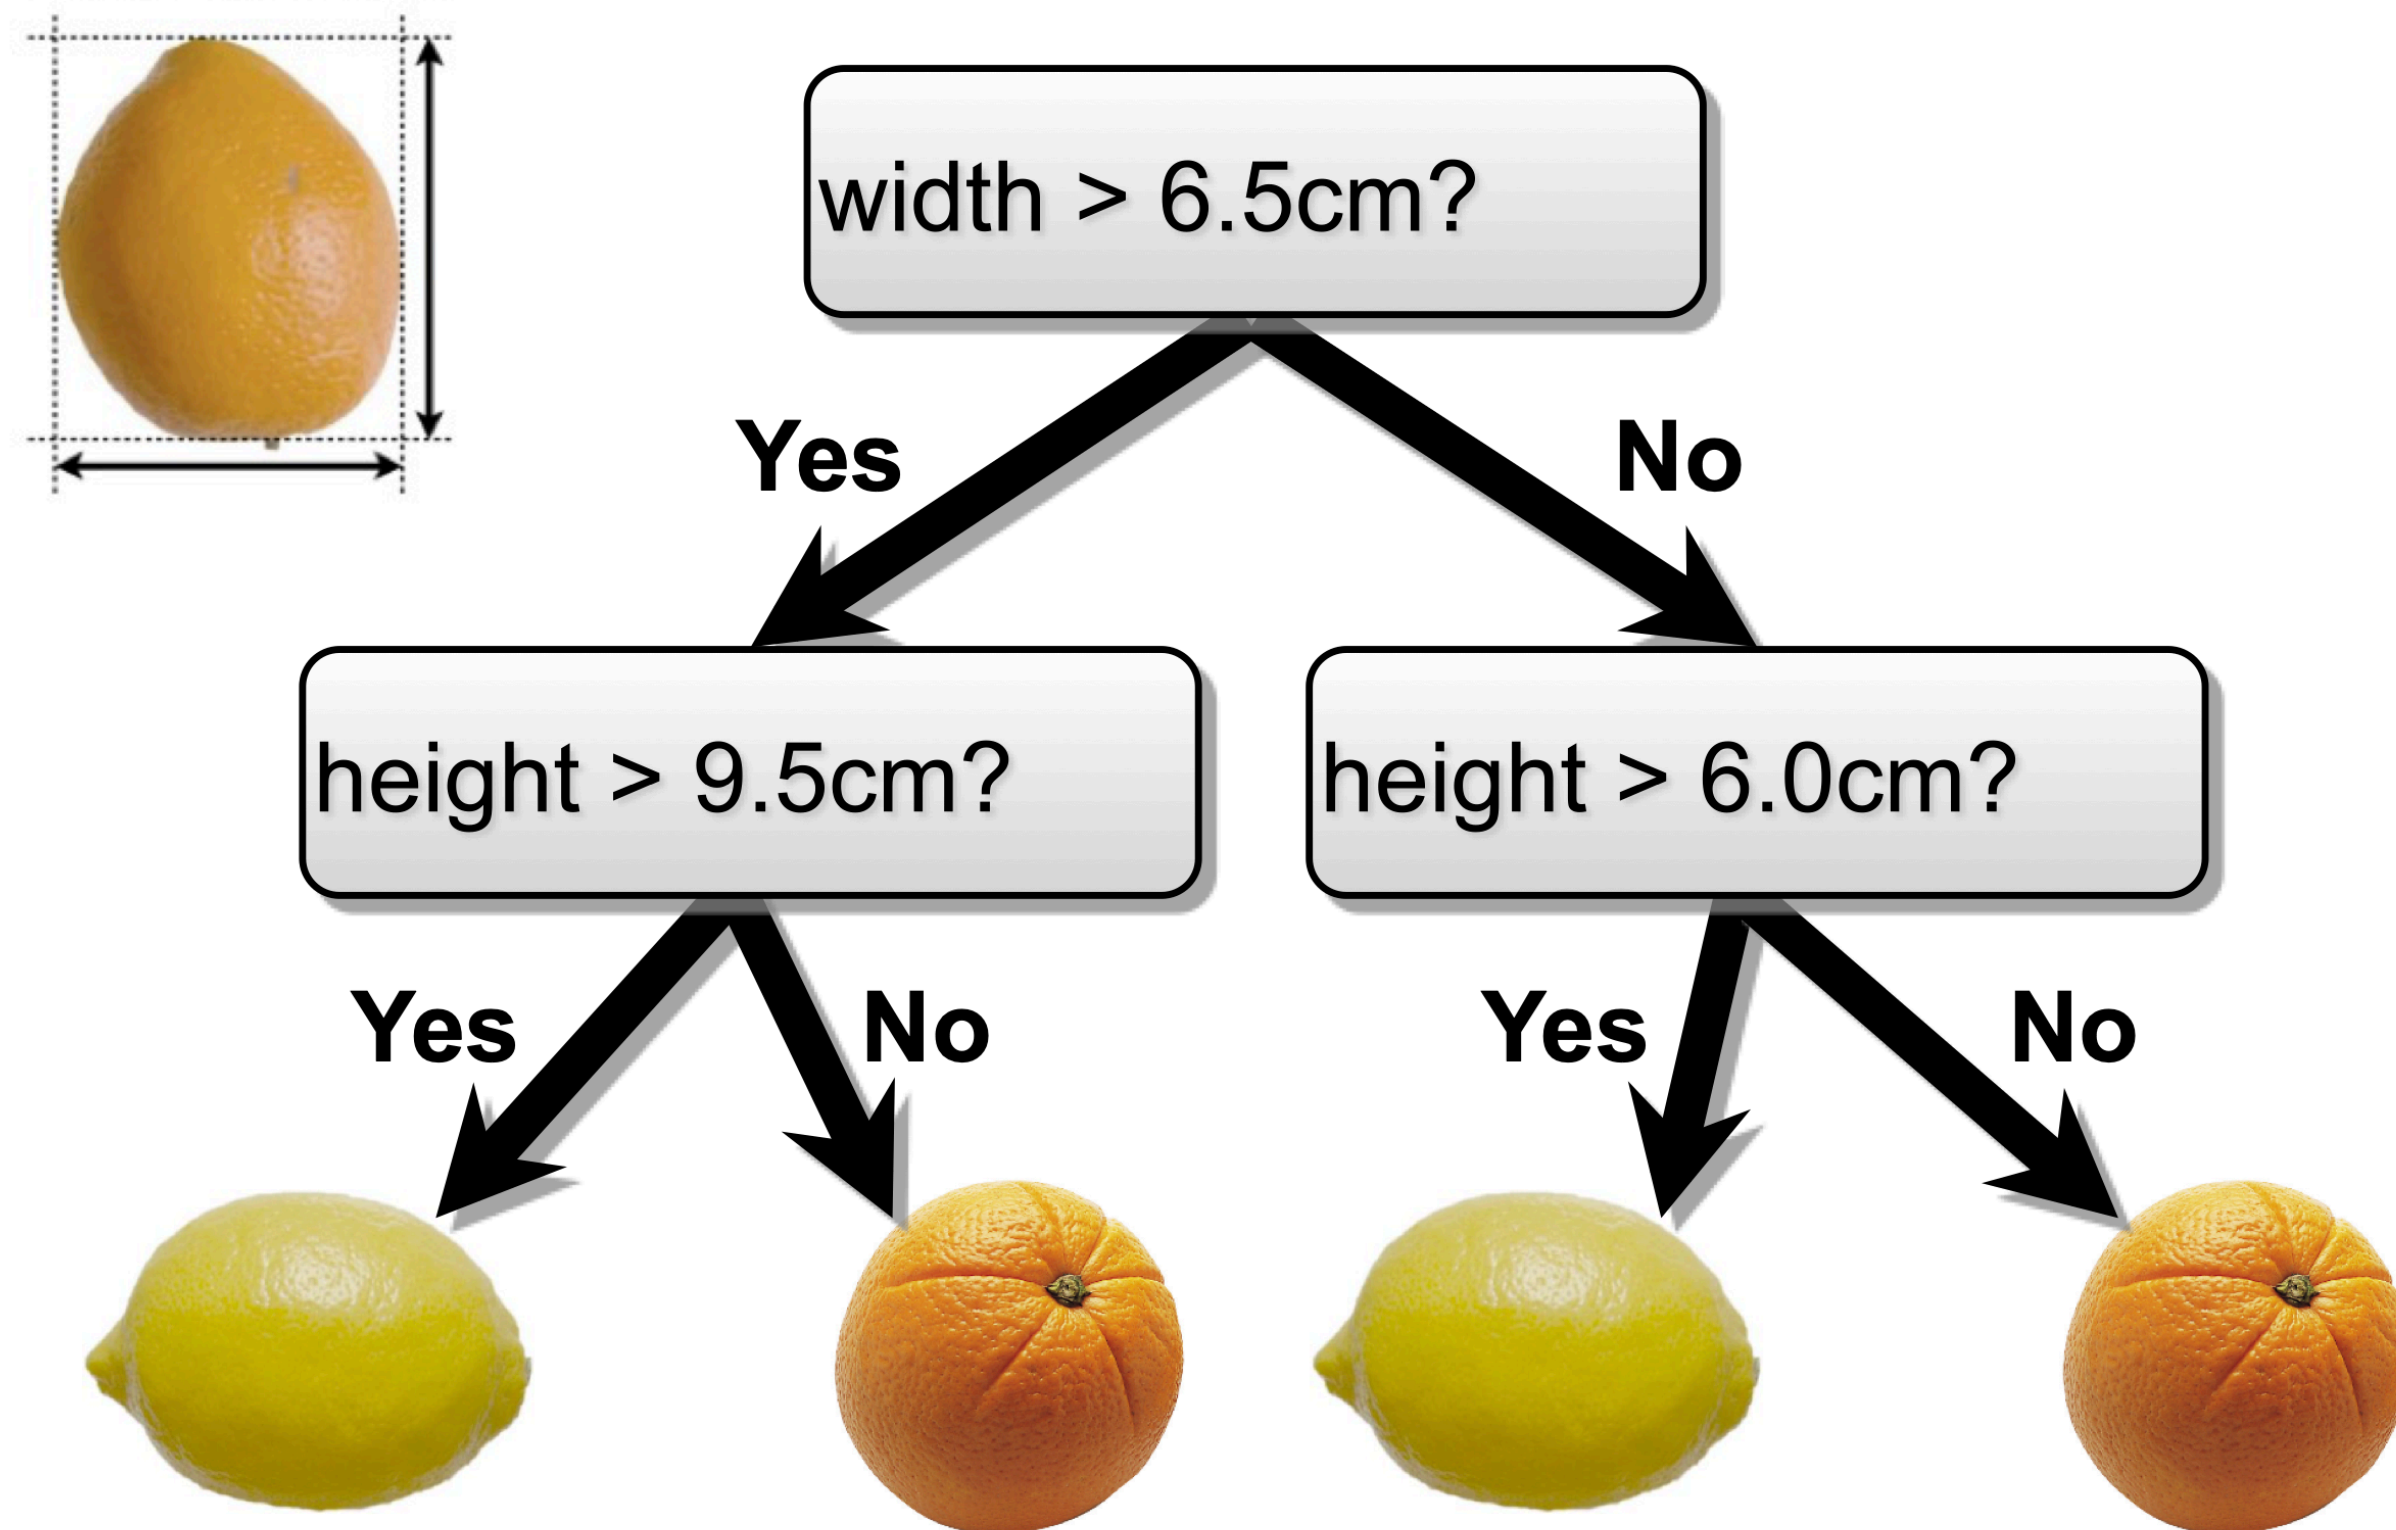 width > 6.5cm?
Yes
No
height > 9.5cm?
height > 6.0cm?
Yes
No
Yes
No